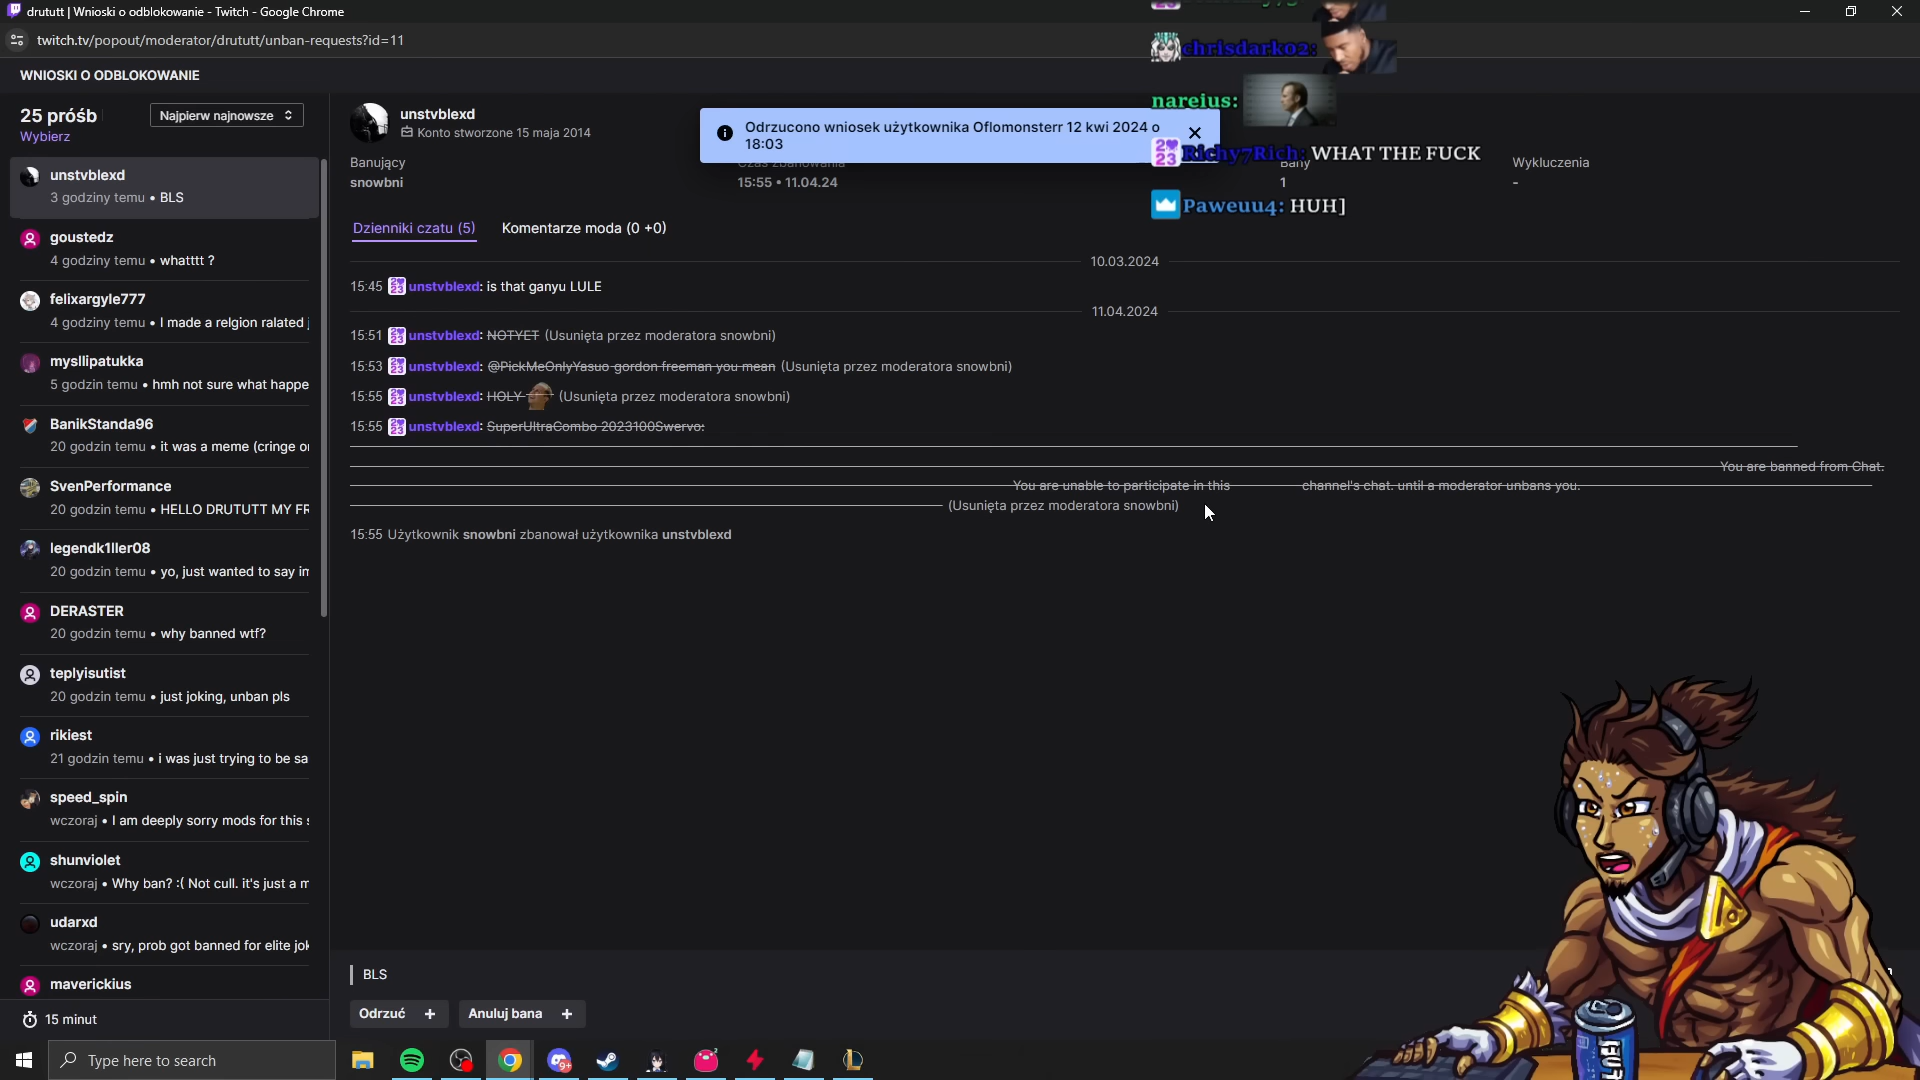 drututt | Wnioski o odblokowanie - Twitch - Google Chrome
twitch.tv/popout/moderator/drututt/unban-requests?id=11
WNIOSKI O ODBLOKOWANIE
25 próśb
Najpierw najnowsze
Wybierz
unstvblexd
3 godziny temu • BLS
goustedz
4 godziny temu • whatttt ?
felixargyle777
4 godziny temu • I made a relgion ralated j
mysllipatukka
5 godzin temu • hmh not sure what happe
BanikStanda96
20 godzin temu • it was a meme (cringe or
SvenPerformance
20 godzin temu • HELLO DRUTUTT MY FR
legendk1ller08
20 godzin temu • yo, just wanted to say im
DERASTER
20 godzin temu • why banned wtf?
teplyisutist
20 godzin temu • just joking, unban pls
rikiest
21 godzin temu • i was just trying to be sa
speed_spin
wczoraj • I am deeply sorry mods for this s
shunviolet
wczoraj • Why ban? :( Not cull. it's just a m
udarxd
wczoraj • sry, prob got banned for elite jok
maverickius
15 minut
unstvblexd
Konto stworzone 15 maja 2014
Odrzucono wniosek użytkownika Oflomonsterr 12 kwi 2024 o
18:03
chrisdark02:
nareius:
Richy7Rich: WHAT THE FUCK
Paweuu4: HUH]
Banujący
snowbni
Czas zbanowania
15:55 • 11.04.24
Bany
1
Wykluczenia
-
Dzienniki czatu (5)
Komentarze moda (0 +0)
10.03.2024
15:45 unstvblexd: is that ganyu LULE
11.04.2024
15:51 unstvblexd: NOTYET (Usunięta przez moderatora snowbni)
15:53 unstvblexd: @PickMeOnlyYasuo gordon freeman you mean (Usunięta przez moderatora snowbni)
15:55 unstvblexd: HOLY (Usunięta przez moderatora snowbni)
15:55 unstvblexd: SuperUltraCombo 2023100Swervo:
You are banned from Chat.
You are unable to participate in this channel's chat. until a moderator unbans you.
(Usunięta przez moderatora snowbni)
15:55 Użytkownik snowbni zbanował użytkownika unstvblexd
BLS
Odrzuć +
Anuluj bana +
Type here to search